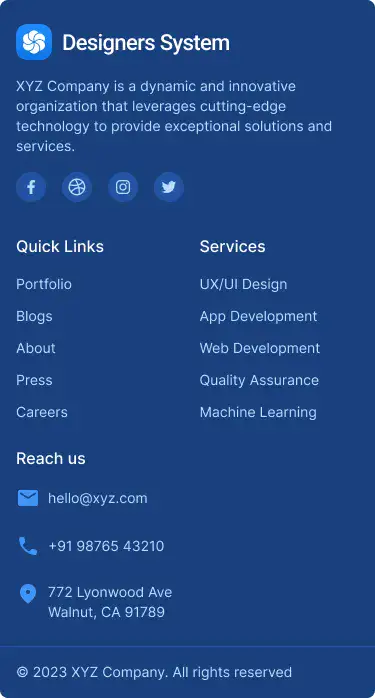 Designers System
XYZ Company is a dynamic and innovative
organization that leverages cutting-edge
technology to provide exceptional solutions and
services.
Quick Links
Portfolio
Blogs
About
Press
Careers
Services
UX/UI Design
App Development
Web Development
Quality Assurance
Machine Learning
Reach us
hello@xyz.com
+91 98765 43210
772 Lyonwood Ave
Walnut, CA 91789
© 2023 XYZ Company. All rights reserved